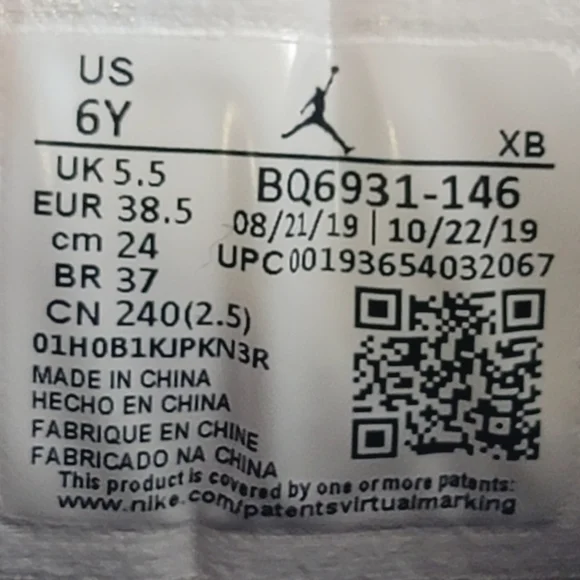 US
6Y
XB
UK 5.5
EUR 38.5
cm 24
BR 37
CN 240(2.5)
BQ6931-146
08/21/19 | 10/22/19
UPC00193654032067
01H0B1KJPKN3R
MADE IN CHINA
HECHO EN CHINA
FABRIQUE EN CHINE
FABRICADO NA CHINA
This product is covered by one or more patents:
www.nike.com/patentsvirtualmarking